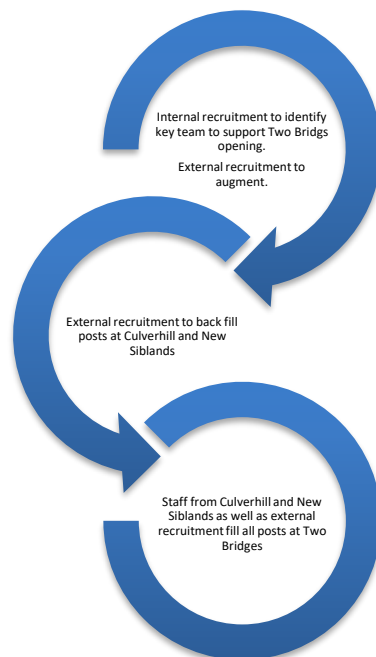 Internal recruitment to identify
key team to support Two Bridgs
opening.
External recruitment to
augment.
External recruitment to back fill
posts at Culverhill and New
Siblands
Staff from Culverhill and New
Siblands as well as external
recruitment fill all posts at Two
Bridges